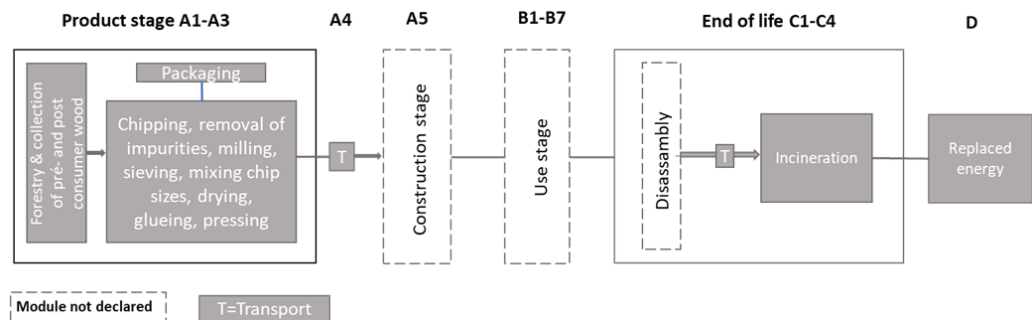 Product stage A1-A3
A4
A5
B1-B7
End of life C1-C4
D
Forestry & collection
of pré- and post
consumer wood
Packaging
Chipping, removal of
impurities, milling,
sieving, mixing chip
sizes, drying,
glueing, pressing
T
Construction stage
Use stage
Disassambly
T
Incineration
Replaced
energy
Module not declared
T=Transport